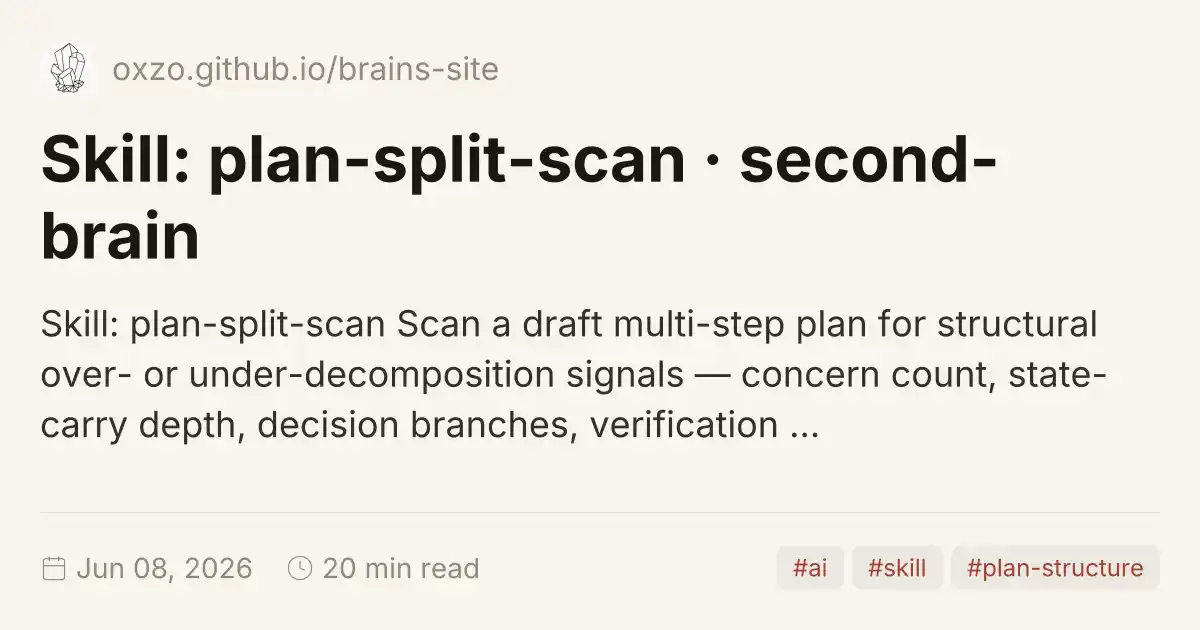 oxzo.github.io/brains-site
Skill: plan-split-scan · second-
brain
Skill: plan-split-scan Scan a draft multi-step plan for structural
over- or under-decomposition signals — concern count, state-
carry depth, decision branches, verification ...
Jun 08, 2026
20 min read
#ai
#skill
#plan-structure